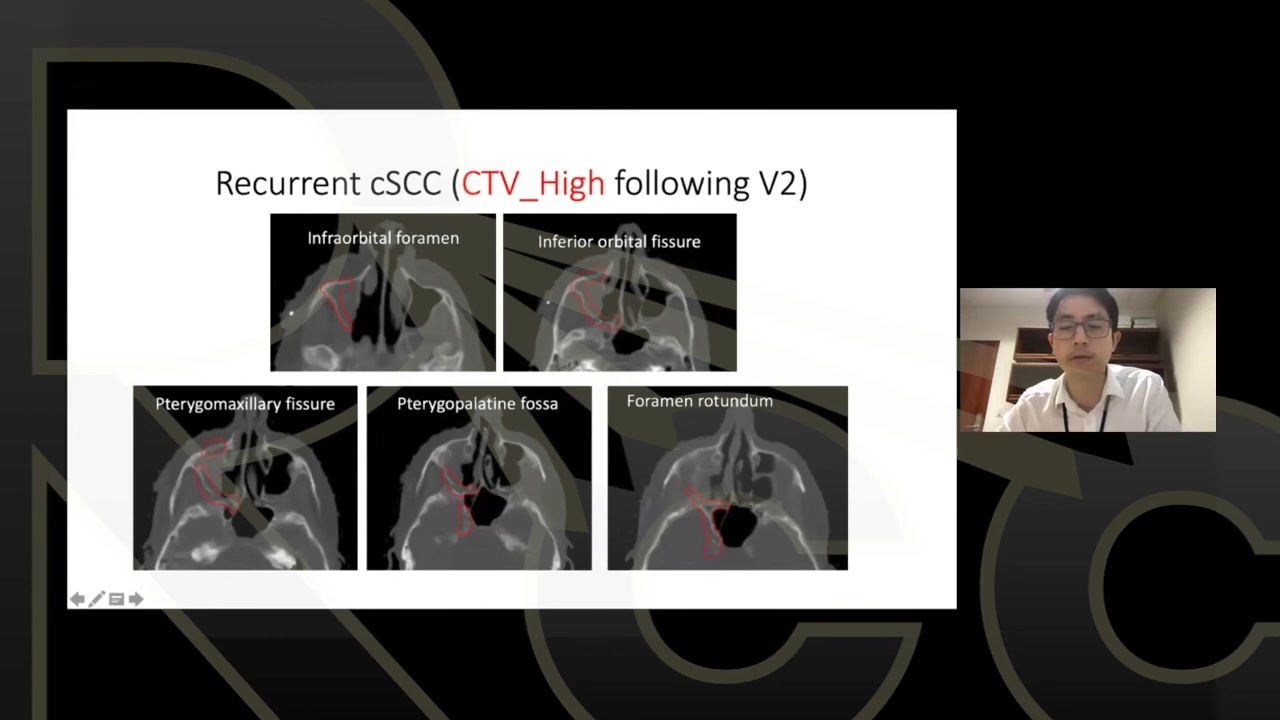 Recurrent cSCC (CTV_High following V2)
Infraorbital foramen
Inferior orbital fissure
Pterygomaxillary fissure
Pterygopalatine fossa
Foramen rotundum